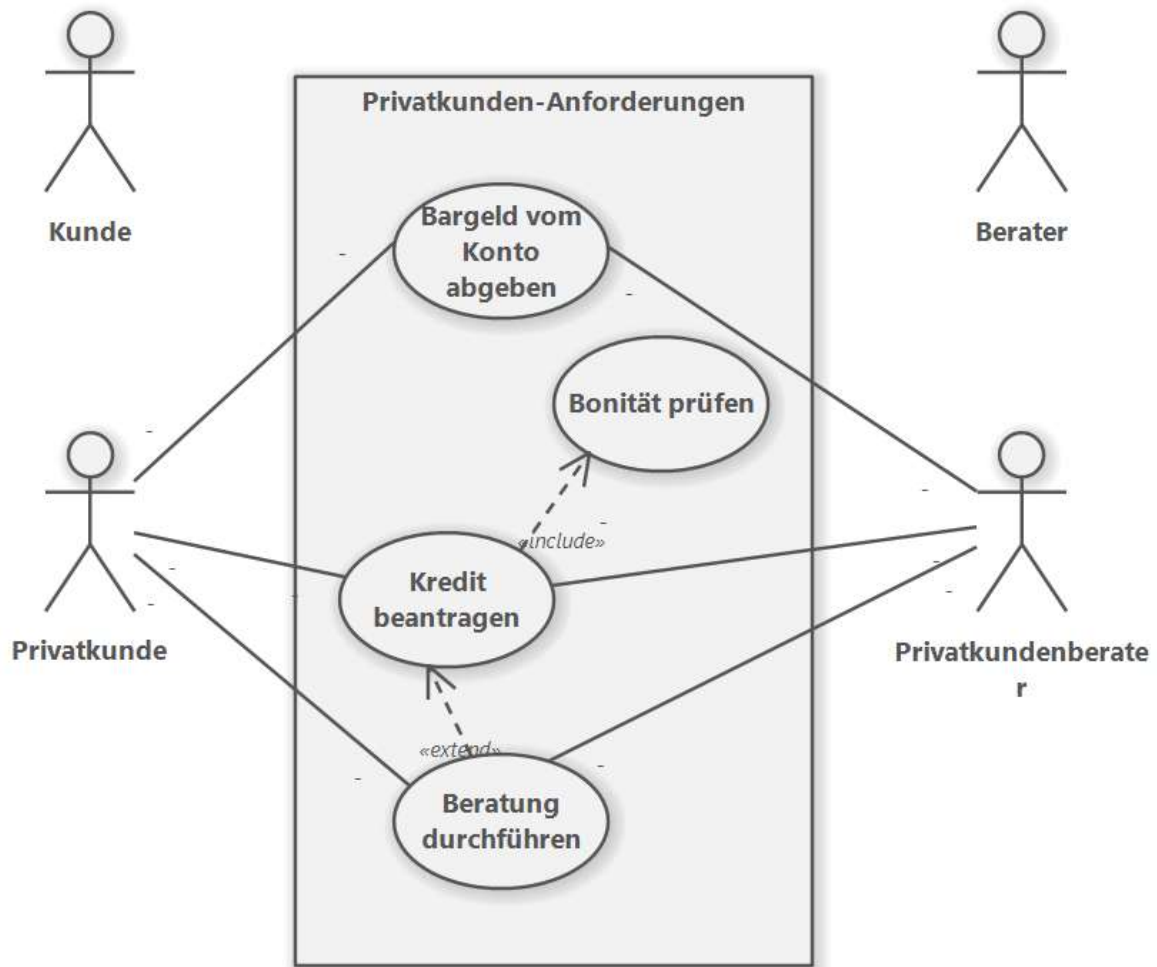 Privatkunden-Anforderungen
Kunde
Berater
Bargeld vom
Konto
abgeben
Bonität prüfen
«include»
Kredit
beantragen
Privatkunde
Privatkundenberate
r
«extend»
Beratung
durchführen